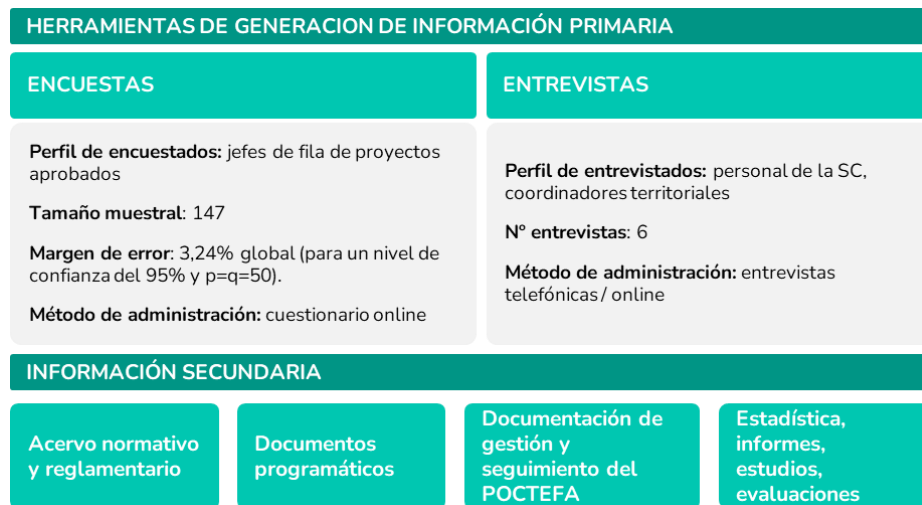 HERRAMIENTAS DE GENERACION DE INFORMACIÓN PRIMARIA
ENCUESTAS
Perfil de encuestados: jefes de fila de proyectos
aprobados
Tamaño muestral: 147
Margen de error: 3,24% global (para un nivel de
confianza del 95% y p=q=50).
Método de administración: cuestionario online
ENTREVISTAS
Perfil de entrevistados: personal de la SC,
coordinadores territoriales
Nº entrevistas: 6
Método de administración: entrevistas
telefónicas / online
INFORMACIÓN SECUNDARIA
Acervo normativo
y reglamentario
Documentos
programáticos
Documentación de
gestión y
seguimiento del
POCTEFA
Estadística,
informes,
estudios,
evaluaciones